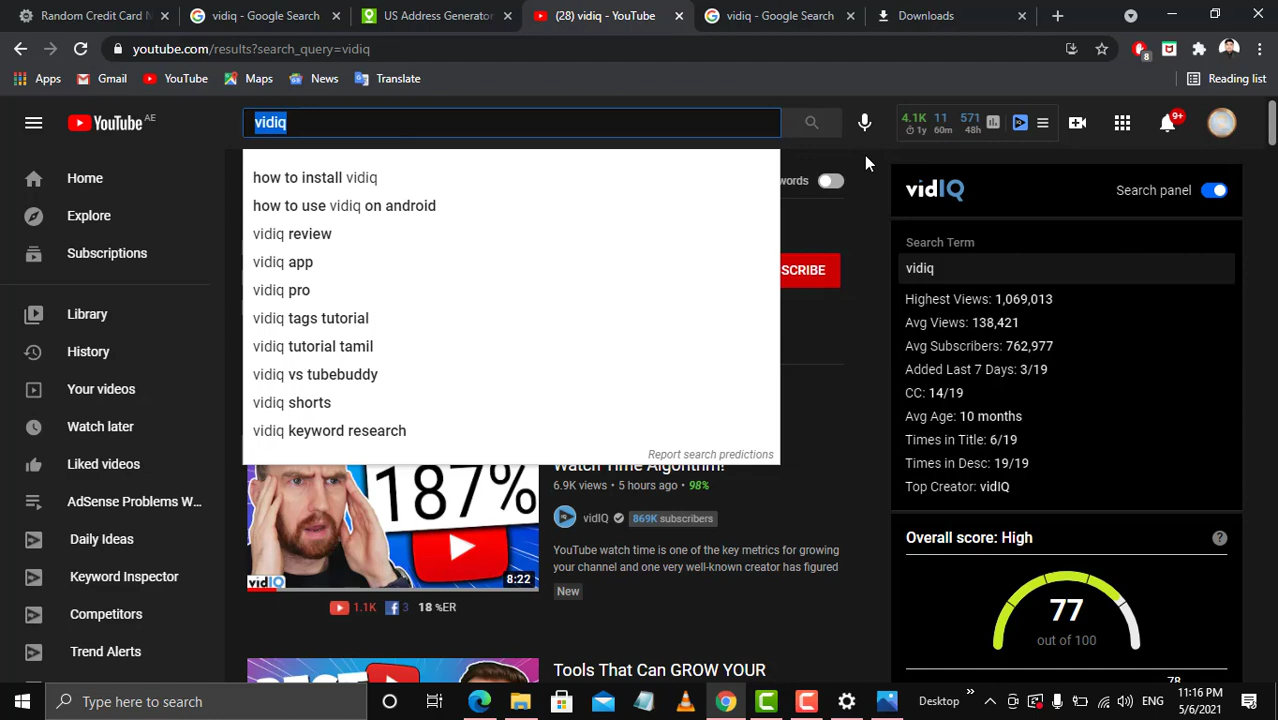 Random Credit Card N
vidiq - Google Search
US Address Generator
(28) vidiq - YouTube
vidiq - Google Search
Downloads
youtube.com/results?search_query=vidiq
8
Apps
Gmail
YouTube
Maps
News
Translate
Reading list
YouTube AE
vidiq
4.1K 11 571
1y 60m 48h
9+
Home
Explore
Subscriptions
Library
History
Your videos
Watch later
Liked videos
AdSense Problems W...
Daily Ideas
Keyword Inspector
Competitors
Trend Alerts
how to install vidiq
how to use vidiq on android
vidiq review
vidiq app
vidiq pro
vidiq tags tutorial
vidiq tutorial tamil
vidiq vs tubebuddy
vidiq shorts
vidiq keyword research
Report search predictions
words
SCRIBE
187%
vidIQ
8:22
1.1K 3 18 %ER
Watch Time Algorithm!
6.9K views • 5 hours ago • 98%
vidIQ 869K subscribers
YouTube watch time is one of the key metrics for growing
your channel and one very well-known creator has figured
New
Tools That Can GROW YOUR
vidIQ
Search panel
Search Term
vidiq
Highest Views: 1,069,013
Avg Views: 138,421
Avg Subscribers: 762,977
Added Last 7 Days: 3/19
CC: 14/19
Avg Age: 10 months
Times in Title: 6/19
Times in Desc: 19/19
Top Creator: vidIQ
Overall score: High
?
77
out of 100
78
Type here to search
Desktop
11:16 PM
5/6/2021